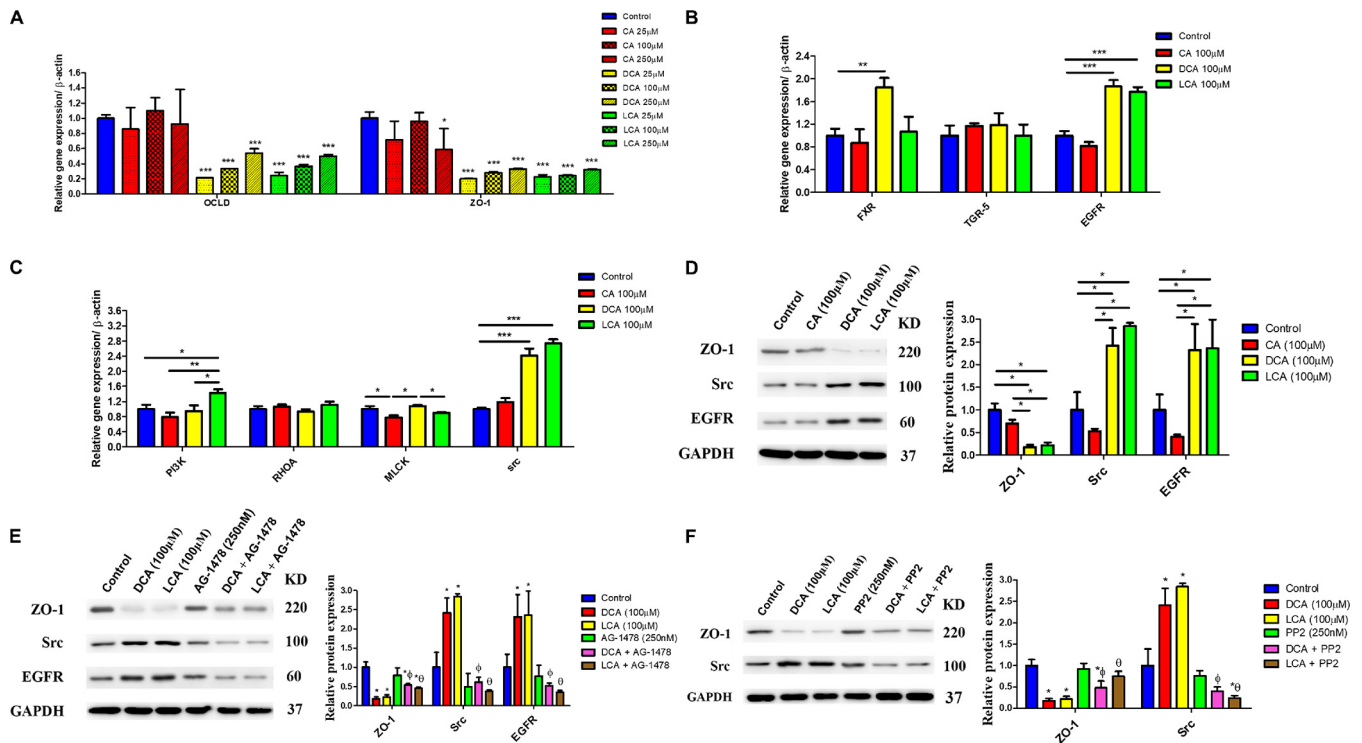 A
Relative gene expression/ β-actin
1.6
1.4
1.2
1.0
0.8
0.6
0.4
0.2
0.0
***
***
***
***
***
***
*
***
***
***
***
***
***
OCLD
ZO-1
Control
CA 25μM
CA 100μM
CA 250μM
DCA 25μM
DCA 100μM
DCA 250μM
LCA 25μM
LCA 100μM
LCA 250μM
B
Relative gene expression/ β-actin
2.8
2.4
2.0
1.6
1.2
0.8
0.4
0.0
**
***
***
FXR
TGR-5
EGFR
Control
CA 100μM
DCA 100μM
LCA 100μM
C
Relative gene expression/ β-actin
3.6
3.2
2.8
2.4
2.0
1.6
1.2
0.8
0.4
0.0
*
**
*
*
*
*
***
***
PI3K
RHOA
MLCK
src
Control
CA 100μM
DCA 100μM
LCA 100μM
D
Control
CA (100μM)
DCA (100μM)
LCA (100μM)
KD
ZO-1
220
Src
100
EGFR
60
GAPDH
37
Relative protein expression
3.0
2.5
2.0
1.5
1.0
0.5
0.0
*
*
*
*
*
*
*
*
*
*
*
*
ZO-1
Src
EGFR
Control
CA (100μM)
DCA (100μM)
LCA (100μM)
E
Control
DCA (100μM)
LCA (100μM)
AG-1478 (250nM)
DCA + AG-1478
LCA + AG-1478
KD
ZO-1
220
Src
100
EGFR
60
GAPDH
37
Relative protein expression
3.0
2.5
2.0
1.5
1.0
0.5
0.0
*
*
*ϕ
*θ
*
*
ϕ
θ
*
*
ϕ
θ
ZO-1
Src
EGFR
Control
DCA (100μM)
LCA (100μM)
AG-1478 (250nM)
DCA + AG-1478
LCA + AG-1478
F
Control
DCA (100μM)
LCA (100μM)
PP2 (250nM)
DCA + PP2
LCA + PP2
KD
ZO-1
220
Src
100
GAPDH
37
Relative protein expression
3.0
2.5
2.0
1.5
1.0
0.5
0.0
*
*
*ϕ
θ
*
*
ϕ
*θ
ZO-1
Src
Control
DCA (100μM)
LCA (100μM)
PP2 (250nM)
DCA + PP2
LCA + PP2